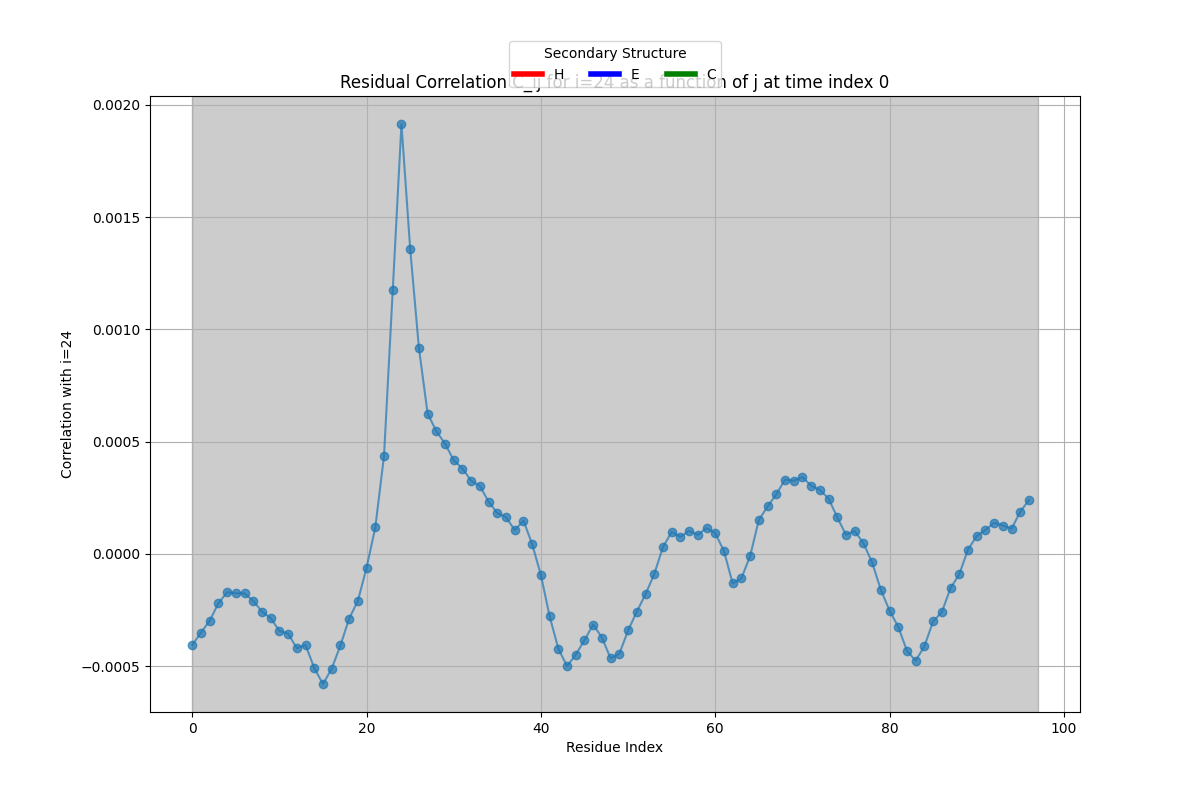 Secondary Structure
H E C
Residual Correlation C_ij for i=24 as a function of j at time index 0
0.0020
0.0015
0.0010
0.0005
0.0000
−0.0005
Correlation with i=24
0 20 40 60 80 100
Residue Index